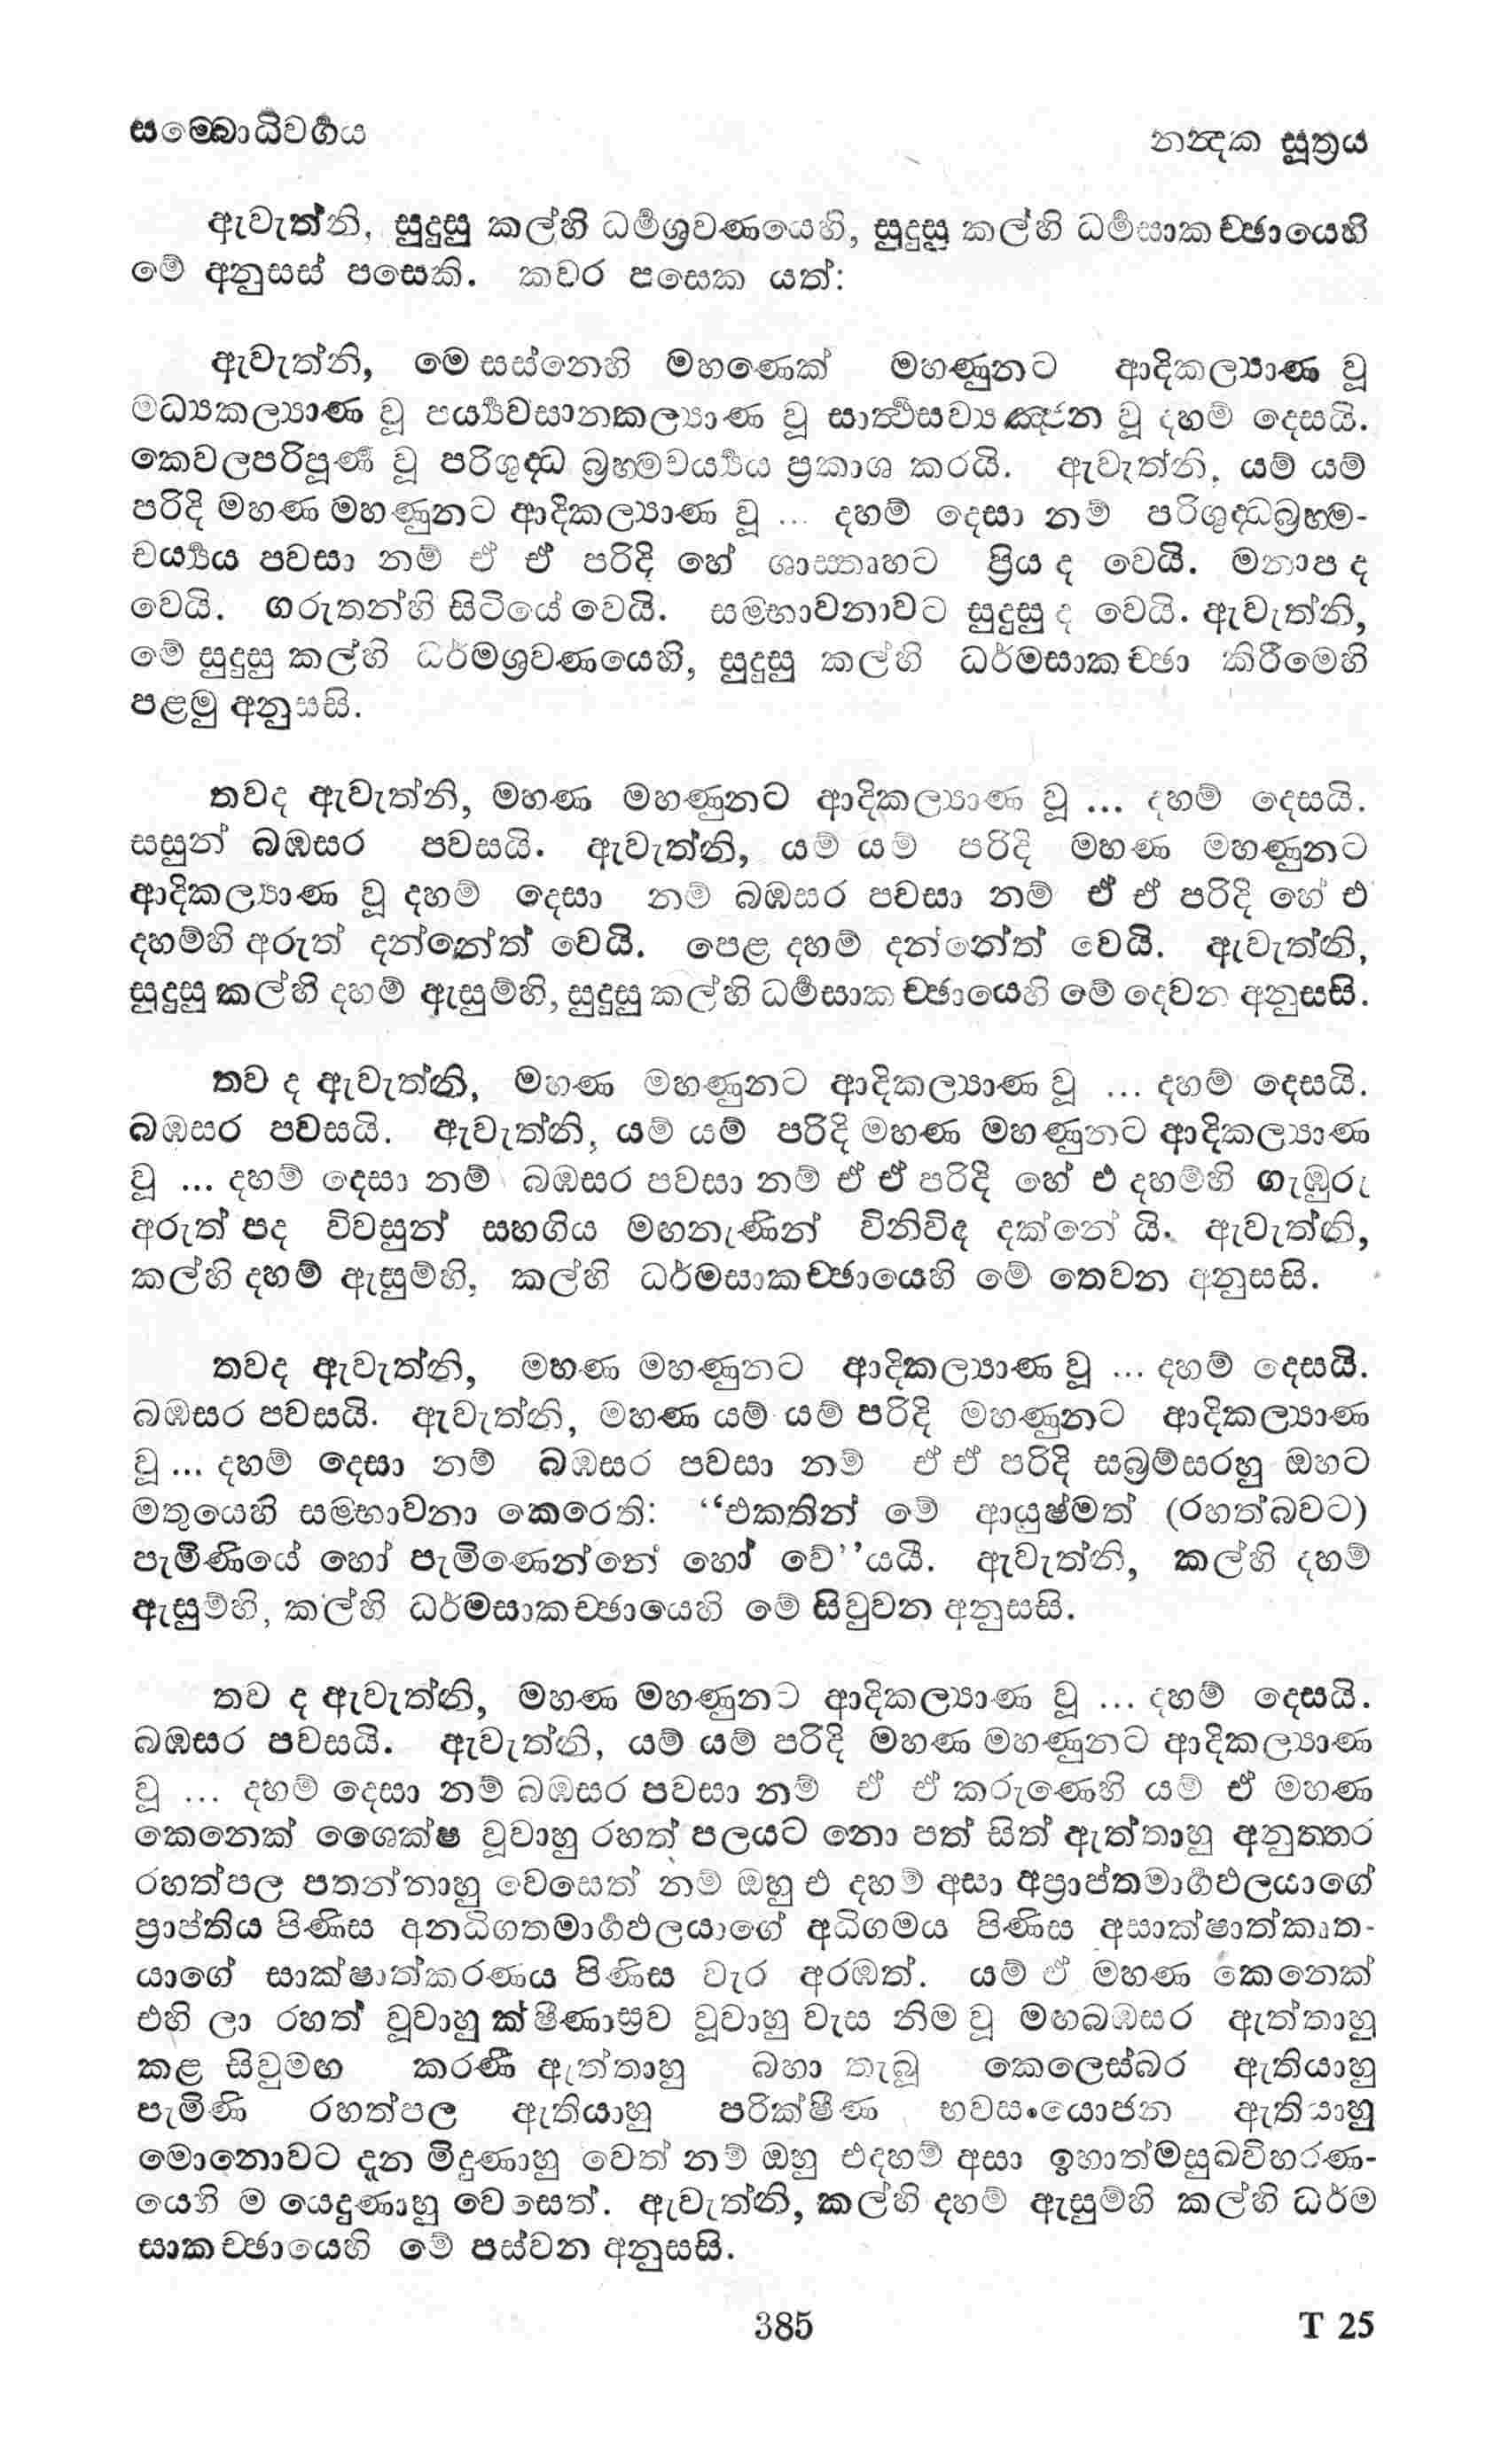 සම්බොධිවර්‍ගය
නන්‍දක සූත්‍රය
ඇවැත්නි, සුදුසු කල්හි ධර්‍මශ්‍රවණයෙහි, සුදුසු කල්හි ධර්‍මසාකච්ඡායෙහි
මේ අනුසස් පසෙකි. කවර පසෙක යත්:
ඇවැත්නි, මෙ සස්නෙහි මහණෙක් මහණුනට ආදිකල්‍යාණ වූ
මධ්‍යකල්‍යාණ වූ පර්‍ය්‍යවසානකල්‍යාණ වූ සාර්‍ත්‍ථසව්‍යඤ්ජන වූ දහම් දෙසයි.
කෙවලපරිපූර්‍ණ වූ පරිශුද්ධ බ්‍රහ්මචර්‍ය්‍යය ප්‍රකාශ කරයි. ඇවැත්නි, යම් යම්
පරිදි මහණ මහණුනට ආදිකල්‍යාණ වූ ... දහම් දෙසා නම් පරිශුද්ධබ්‍රහ්ම-
චර්‍ය්‍යය පවසා නම් ඒ ඒ පරිදි හේ ශාස්තෘහට ප්‍රිය ද වෙයි. මනාප ද
වෙයි. ගරුතන්හි සිටියේ වෙයි. සම්භාවනාවට සුදුසු ද වෙයි. ඇවැත්නි,
මේ සුදුසු කල්හි ධර්මශ්‍රවණයෙහි, සුදුසු කල්හි ධර්මසාකච්ඡා කිරීමෙහි
පළමු අනුසසි.
තවද ඇවැත්නි, මහණ මහණුනට ආදිකල්‍යාණ වූ ... දහම් දෙසයි.
සසුන් බඹසර පවසයි. ඇවැත්නි, යම් යම් පරිදි මහණ මහණුනට
ආදිකල්‍යාණ වූ දහම් දෙසා නම් බඹසර පවසා නම් ඒ ඒ පරිදි හේ එ
දහම්හි අරුත් දන්නේත් වෙයි. පෙළ දහම් දන්නේත් වෙයි. ඇවැත්නි,
සුදුසු කල්හි දහම් ඇසුම්හි, සුදුසු කල්හි ධර්‍මසාකච්ඡායෙහි මේ දෙවන අනුසසි.
තව ද ඇවැත්නි, මහණ මහණුනට ආදිකල්‍යාණ වූ ... දහම් දෙසයි.
බඹසර පවසයි. ඇවැත්නි, යම් යම් පරිදි මහණ මහණුනට ආදිකල්‍යාණ
වූ ... දහම් දෙසා නම් බඹසර පවසා නම් ඒ ඒ පරිදි හේ එ දහම්හි ගැඹුරු
අරුත් පද විවසුන් සහගිය මඟනැණින් විනිවිද දක්නේ යි. ඇවැත්නි,
කල්හි දහම් ඇසුම්හි, කල්හි ධර්මසාකච්ඡායෙහි මේ තෙවන අනුසසි.
තවද ඇවැත්නි, මහණ මහණුනට ආදිකල්‍යාණ වූ ... දහම් දෙසයි.
බඹසර පවසයි. ඇවැත්නි, මහණ යම් යම් පරිදි මහණුනට ආදිකල්‍යාණ
වූ ... දහම් දෙසා නම් බඹසර පවසා නම් ඒ ඒ පරිදි සබ්‍රම්සරහු ඔහට
මතුයෙහි සම්භාවනා කෙරෙති: “එකතින් මේ ආයුෂ්මත් (රහත්බවට)
පැමිණියේ හෝ පැමිණෙන්නේ හෝ වේ”යයි. ඇවැත්නි, කල්හි දහම්
ඇසුම්හි, කල්හි ධර්මසාකච්ඡායෙහි මේ සිවුවන අනුසසි.
තව ද ඇවැත්නි, මහණ මහණුනට ආදිකල්‍යාණ වූ ... දහම් දෙසයි.
බඹසර පවසයි. ඇවැත්නි, යම් යම් පරිදි මහණ මහණුනට ආදිකල්‍යාණ
වූ ... දහම් දෙසා නම් බඹසර පවසා නම් ඒ ඒ කරුණෙහි යම් ඒ මහණ
කෙනෙක් ශෛක්ෂ වූවාහු රහත් පලයට නො පත් සිත් ඇත්තාහු අනුත්තර
රහත්පල පතන්නාහු වෙසෙත් නම් ඔහු එ දහම් අසා අප්‍රාප්තමාර්‍ගඵලයාගේ
ප්‍රාප්තිය පිණිස අනධිගතමාර්‍ගඵලයාගේ අධිගමය පිණිස අසාක්ෂාත්කෘත-
යාගේ සාක්ෂාත්කරණය පිණිස වැර අරඹත්. යම් ඒ මහණ කෙනෙක්
එහි ලා රහත් වූවාහු ක්ෂීණාස්‍රව වූවාහු වැස නිම වූ මඟබඹසර ඇත්තාහු
කළ සිවුමඟ කරණී ඇත්තාහු බහා තැබූ කෙලෙස්බර ඇතියාහු
පැමිණි රහත්පල ඇතියාහු පරික්ෂීණ භවසංයොජන ඇතියාහු
මොනොවට දැන මිදුණාහු වෙත් නම් ඔහු එදහම් අසා ඉහාත්මසුඛවිහරණ-
යෙහි ම යෙදුණාහු වෙසෙත්. ඇවැත්නි, කල්හි දහම් ඇසුම්හි කල්හි ධර්ම
සාකච්ඡායෙහි මේ පස්වන අනුසසි.
385
T 25